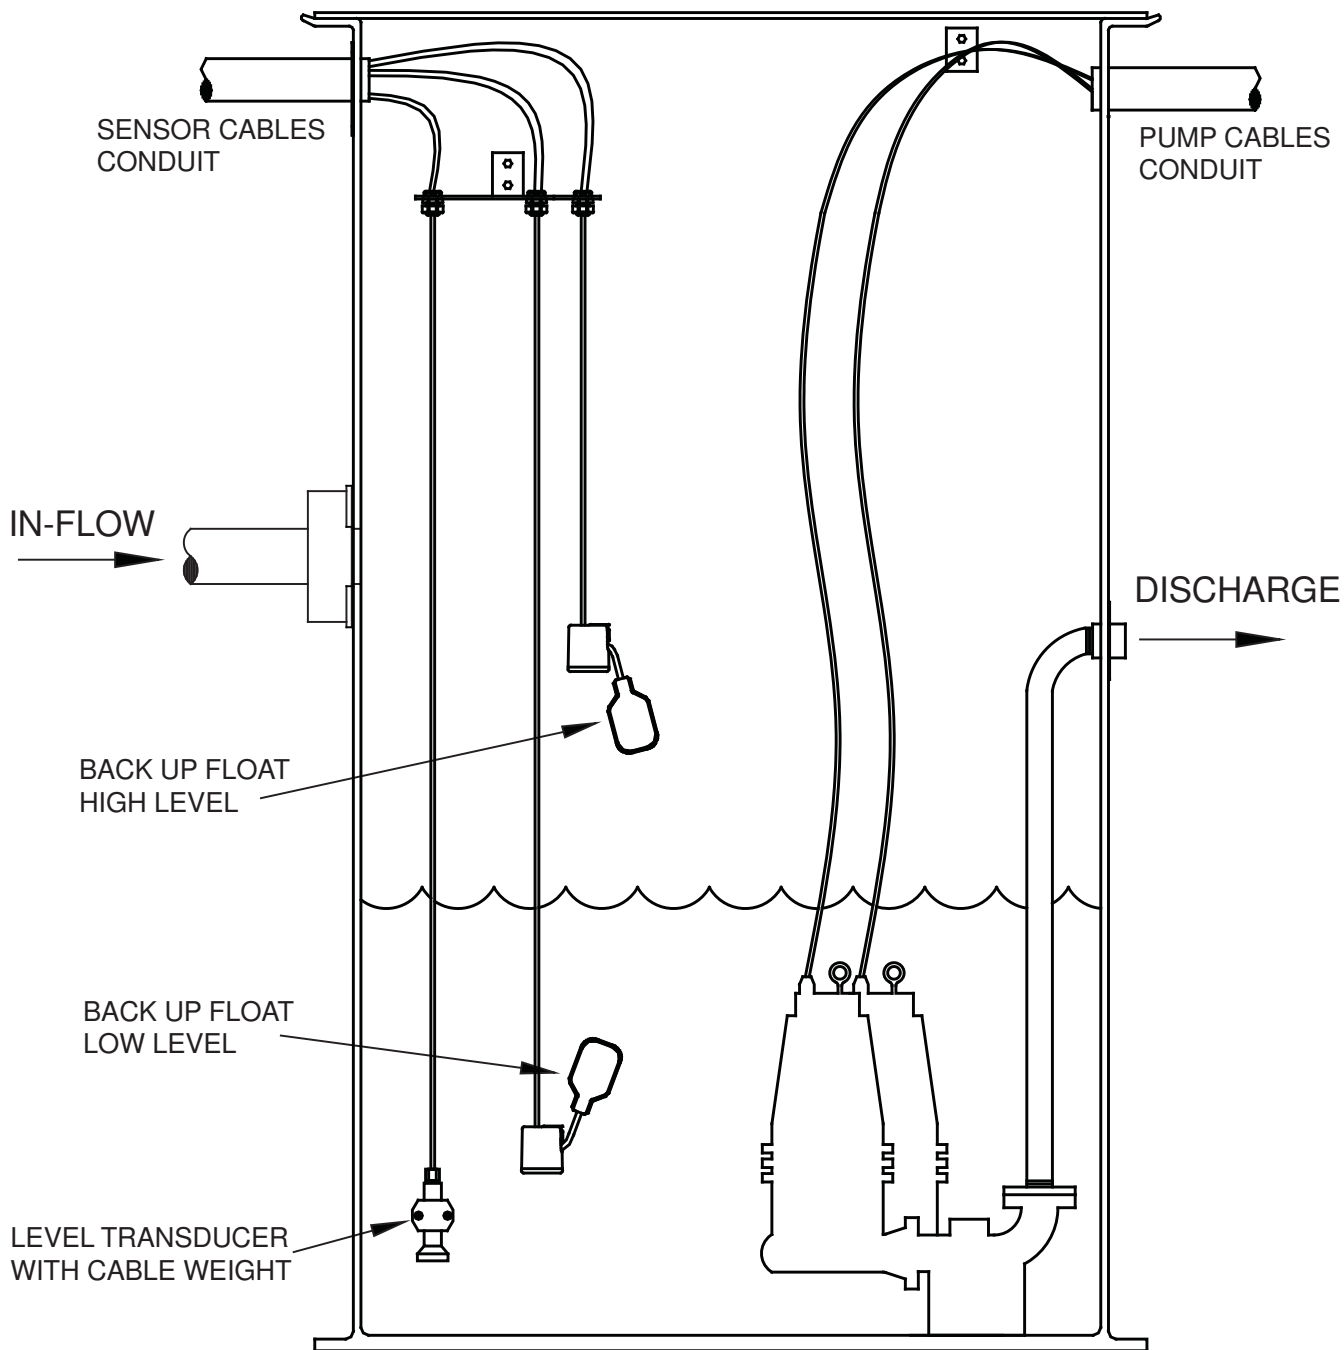 SENSOR CABLES
CONDUIT
PUMP CABLES
CONDUIT
IN-FLOW
DISCHARGE
BACK UP FLOAT
HIGH LEVEL
BACK UP FLOAT
LOW LEVEL
LEVEL TRANSDUCER
WITH CABLE WEIGHT